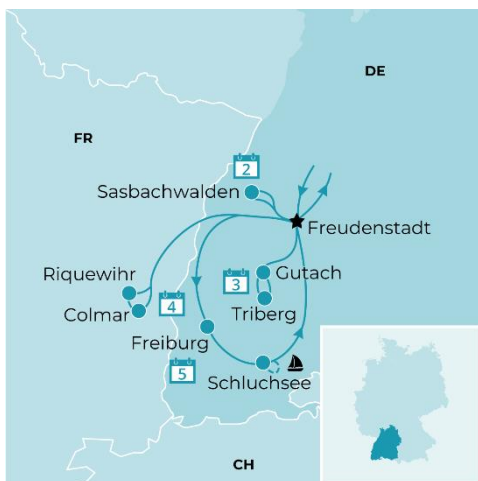 DE
FR
2
Sasbachwalden
Freudenstadt
Riquewihr
3
Gutach
Colmar
4
Triberg
Freiburg
5
Schluchsee
CH